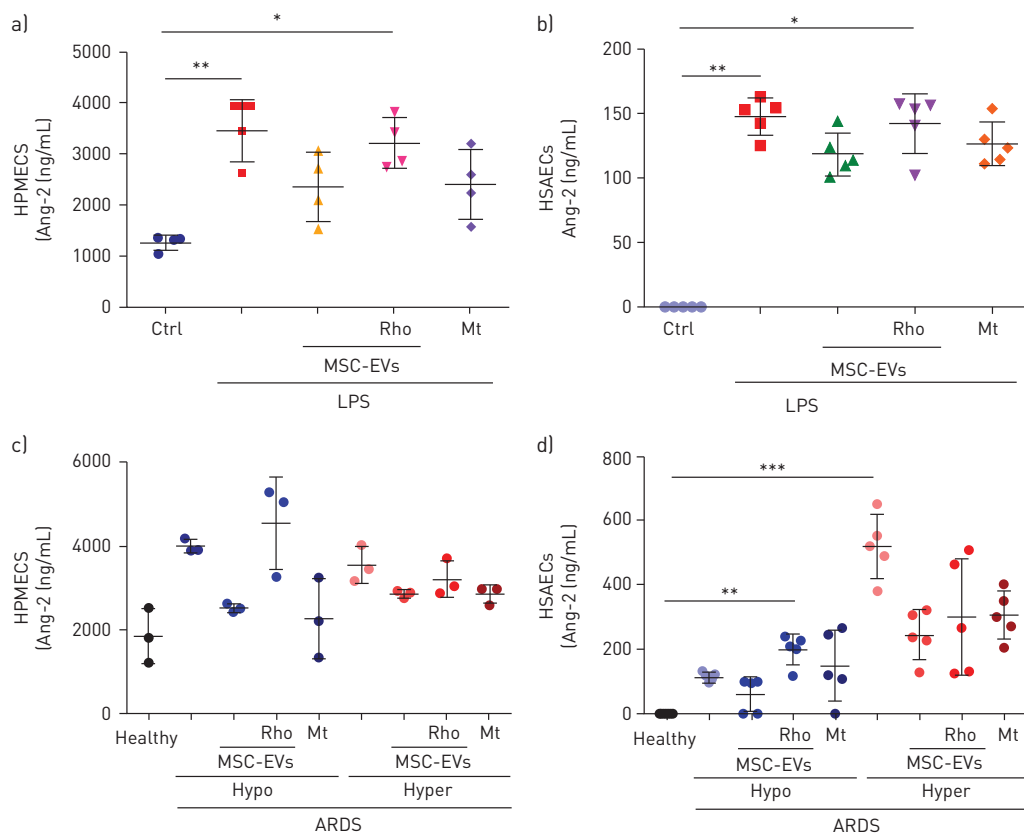 a)
*
**
5000
4000
3000
2000
1000
0
HPMECS
(Ang-2 (ng/mL)
Ctrl
Rho
Mt
MSC-EVs
LPS
b)
*
**
200
150
100
50
0
HSAECs
Ang-2 (ng/mL)
Ctrl
Rho
Mt
MSC-EVs
LPS
c)
6000
4000
2000
0
HPMECS
(Ang-2 (ng/mL)
Healthy
Rho
Mt
Rho
Mt
MSC-EVs
MSC-EVs
Hypo
Hyper
ARDS
d)
***
**
800
600
400
200
0
HSAECs
(Ang-2 (ng/mL)
Healthy
Rho
Mt
Rho
Mt
MSC-EVs
MSC-EVs
Hypo
Hyper
ARDS